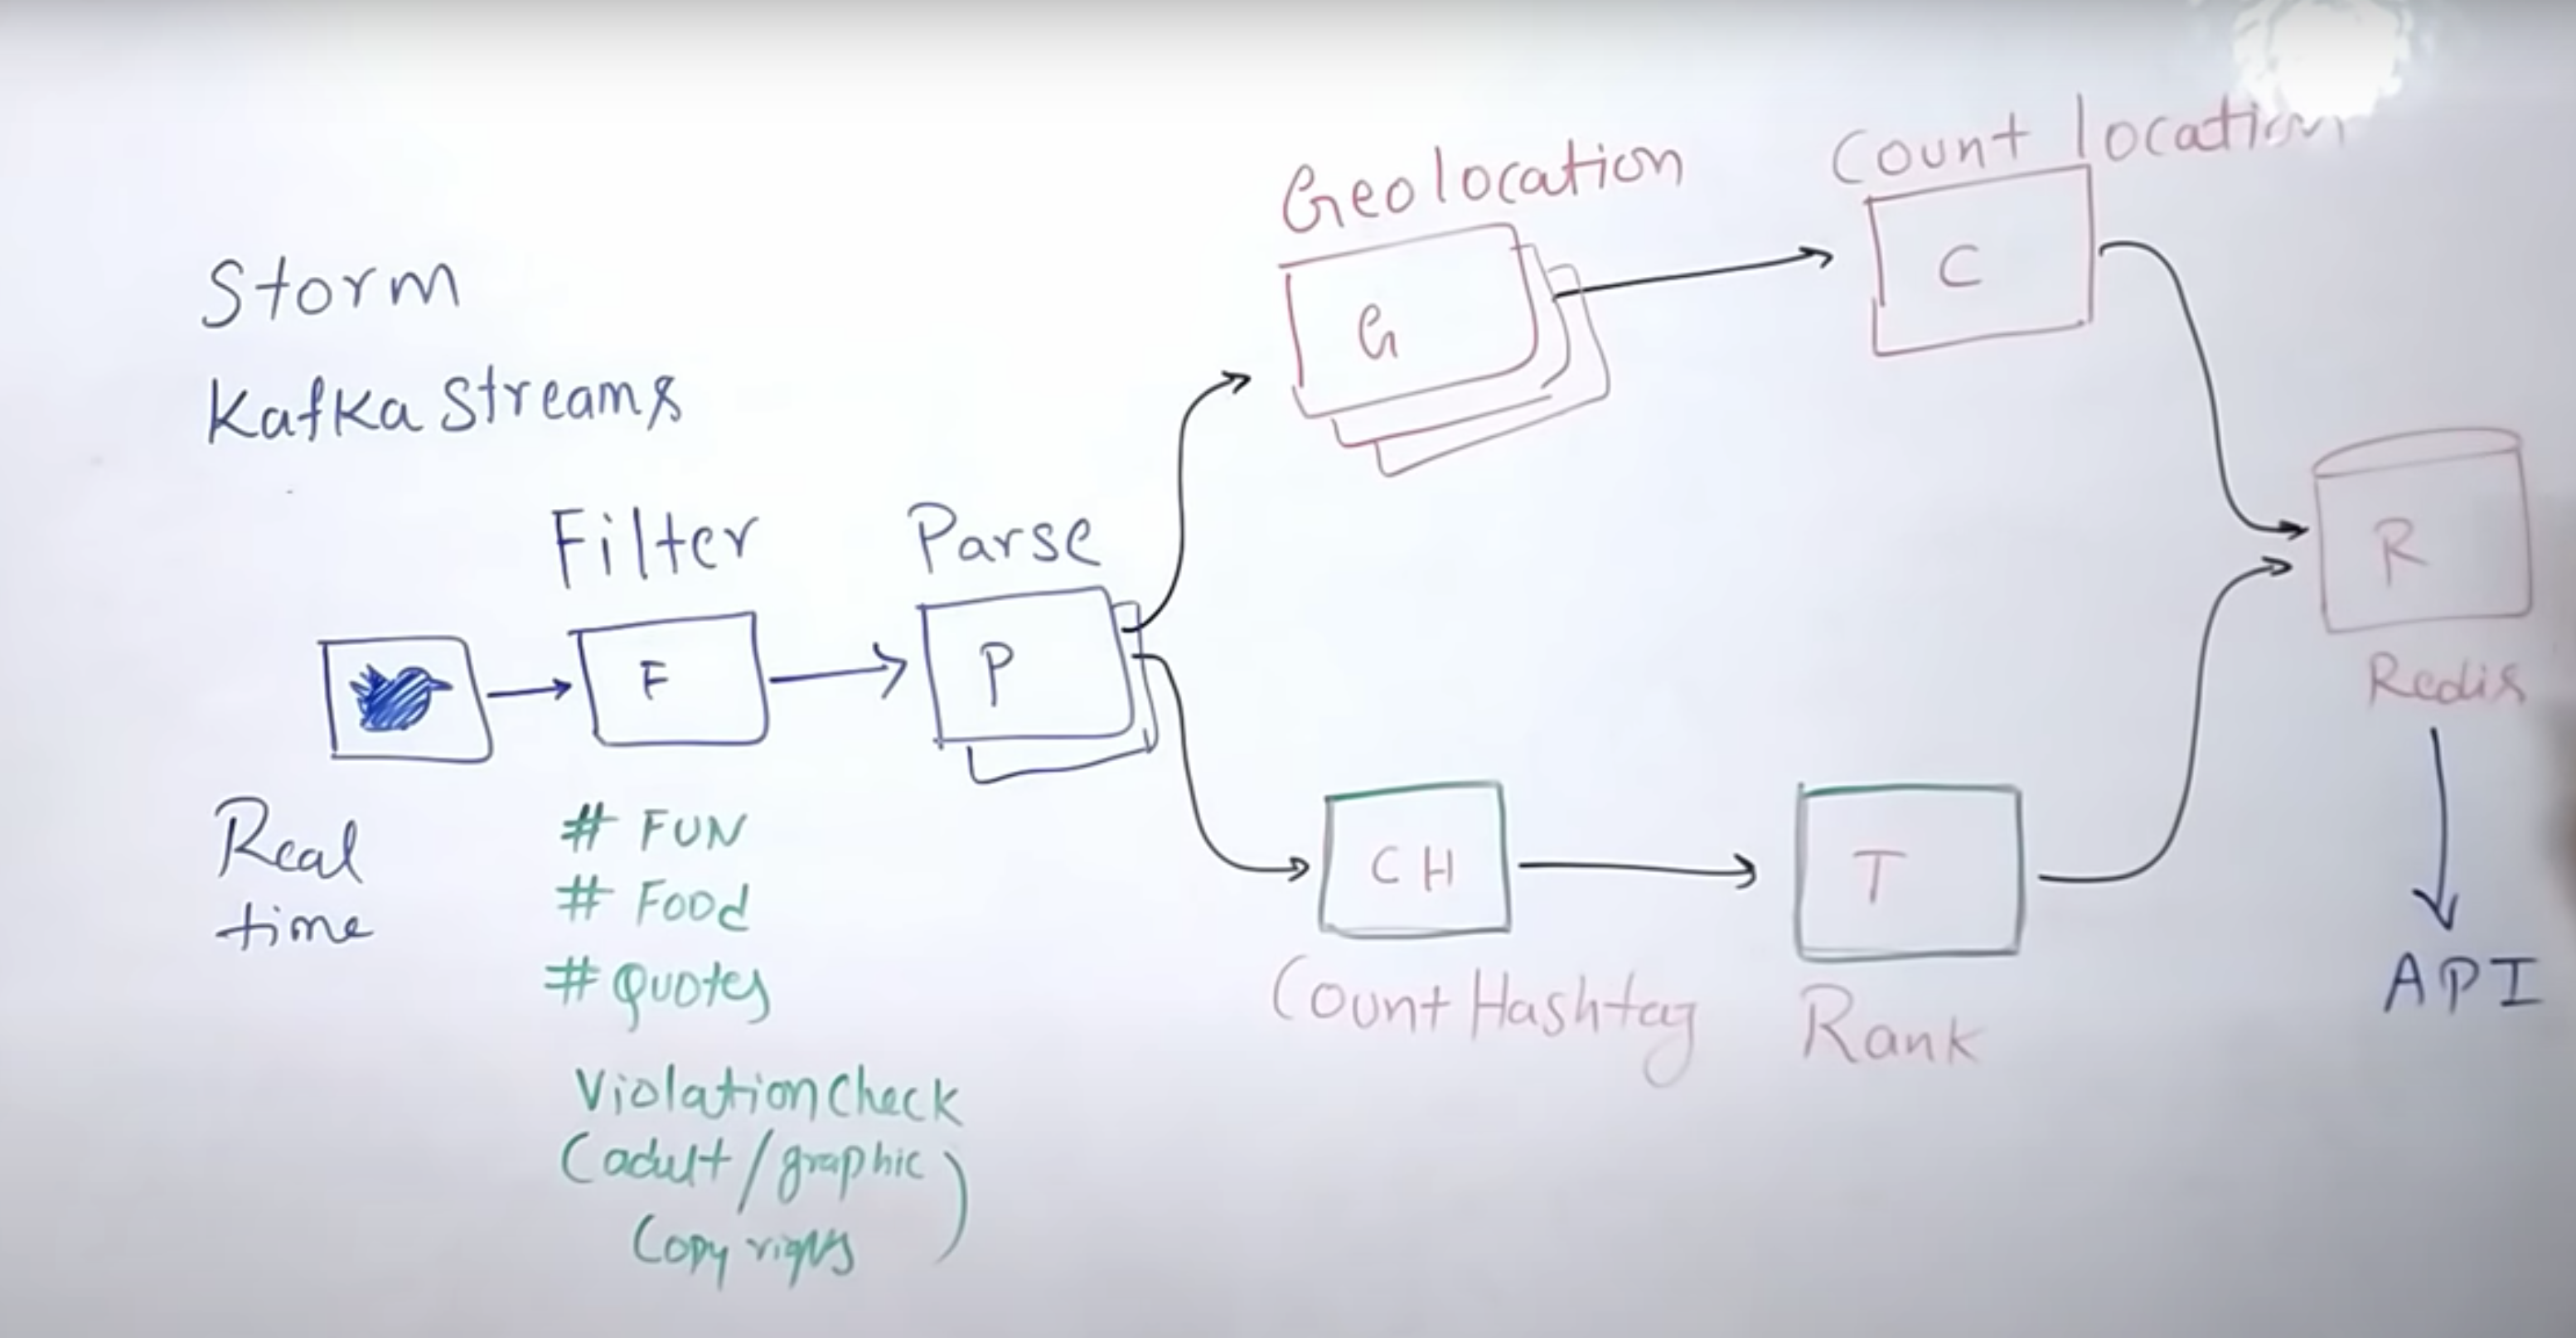 Storm
Kafka Streams
Filter
F
# FUN
# Food
# Quotes
Violation Check
(adult/graphic
Copy rights)
Real
time
Parse
P
Geolocation
G
Count location
C
CH
Count Hashtag
T
Rank
R
Redis
API